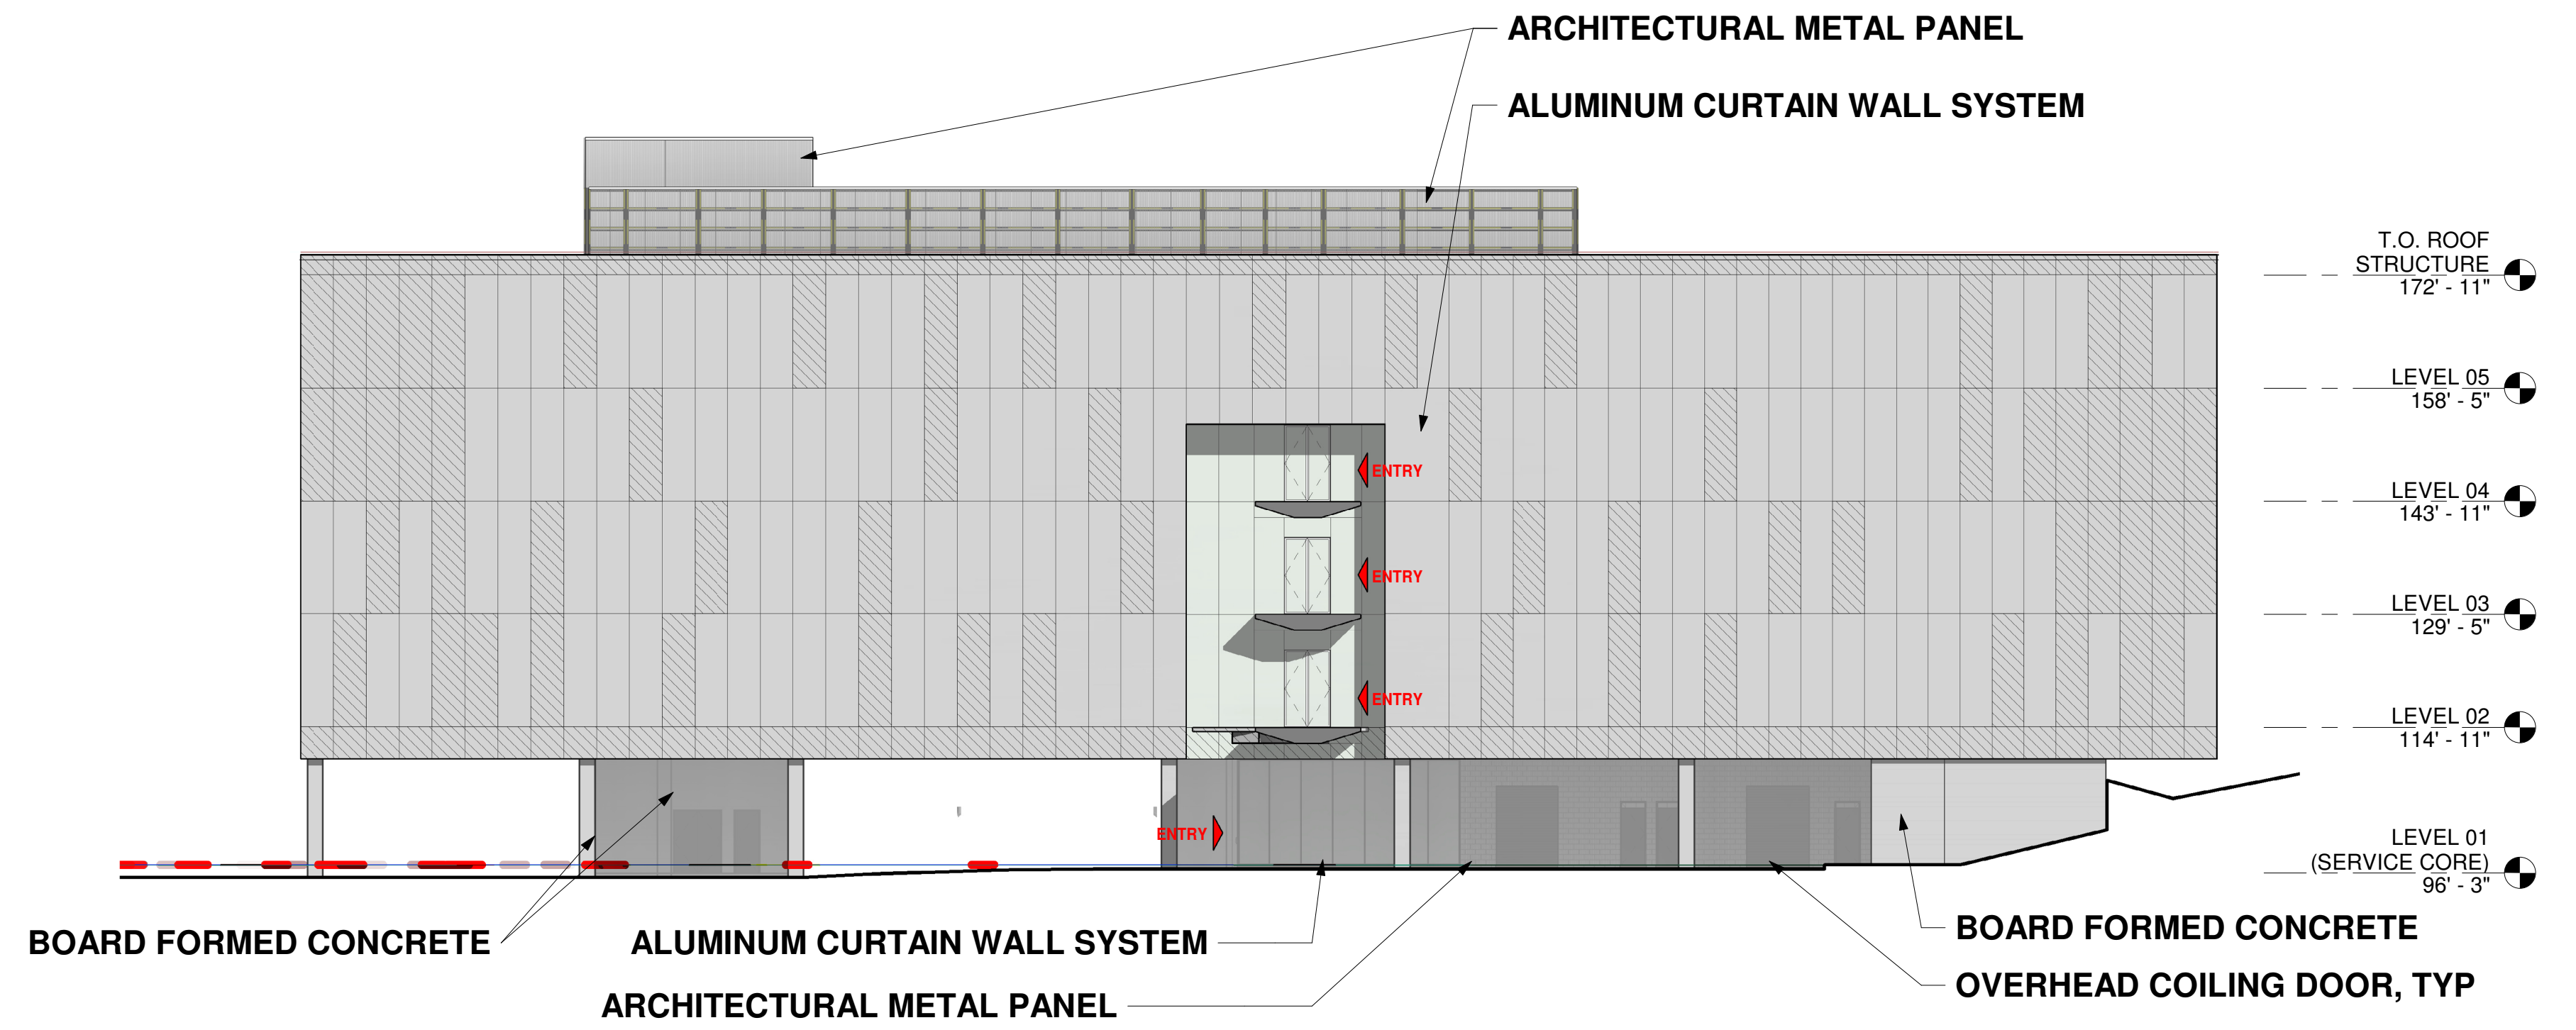 ARCHITECTURAL METAL PANEL
ALUMINUM CURTAIN WALL SYSTEM
T.O. ROOF
STRUCTURE
172' - 11"
LEVEL 05
158' - 5"
ENTRY
LEVEL 04
143' - 11"
ENTRY
LEVEL 03
129' - 5"
ENTRY
LEVEL 02
114' - 11"
ENTRY
LEVEL 01
(SERVICE CORE)
96' - 3"
BOARD FORMED CONCRETE
ALUMINUM CURTAIN WALL SYSTEM
BOARD FORMED CONCRETE
ARCHITECTURAL METAL PANEL
OVERHEAD COILING DOOR, TYP